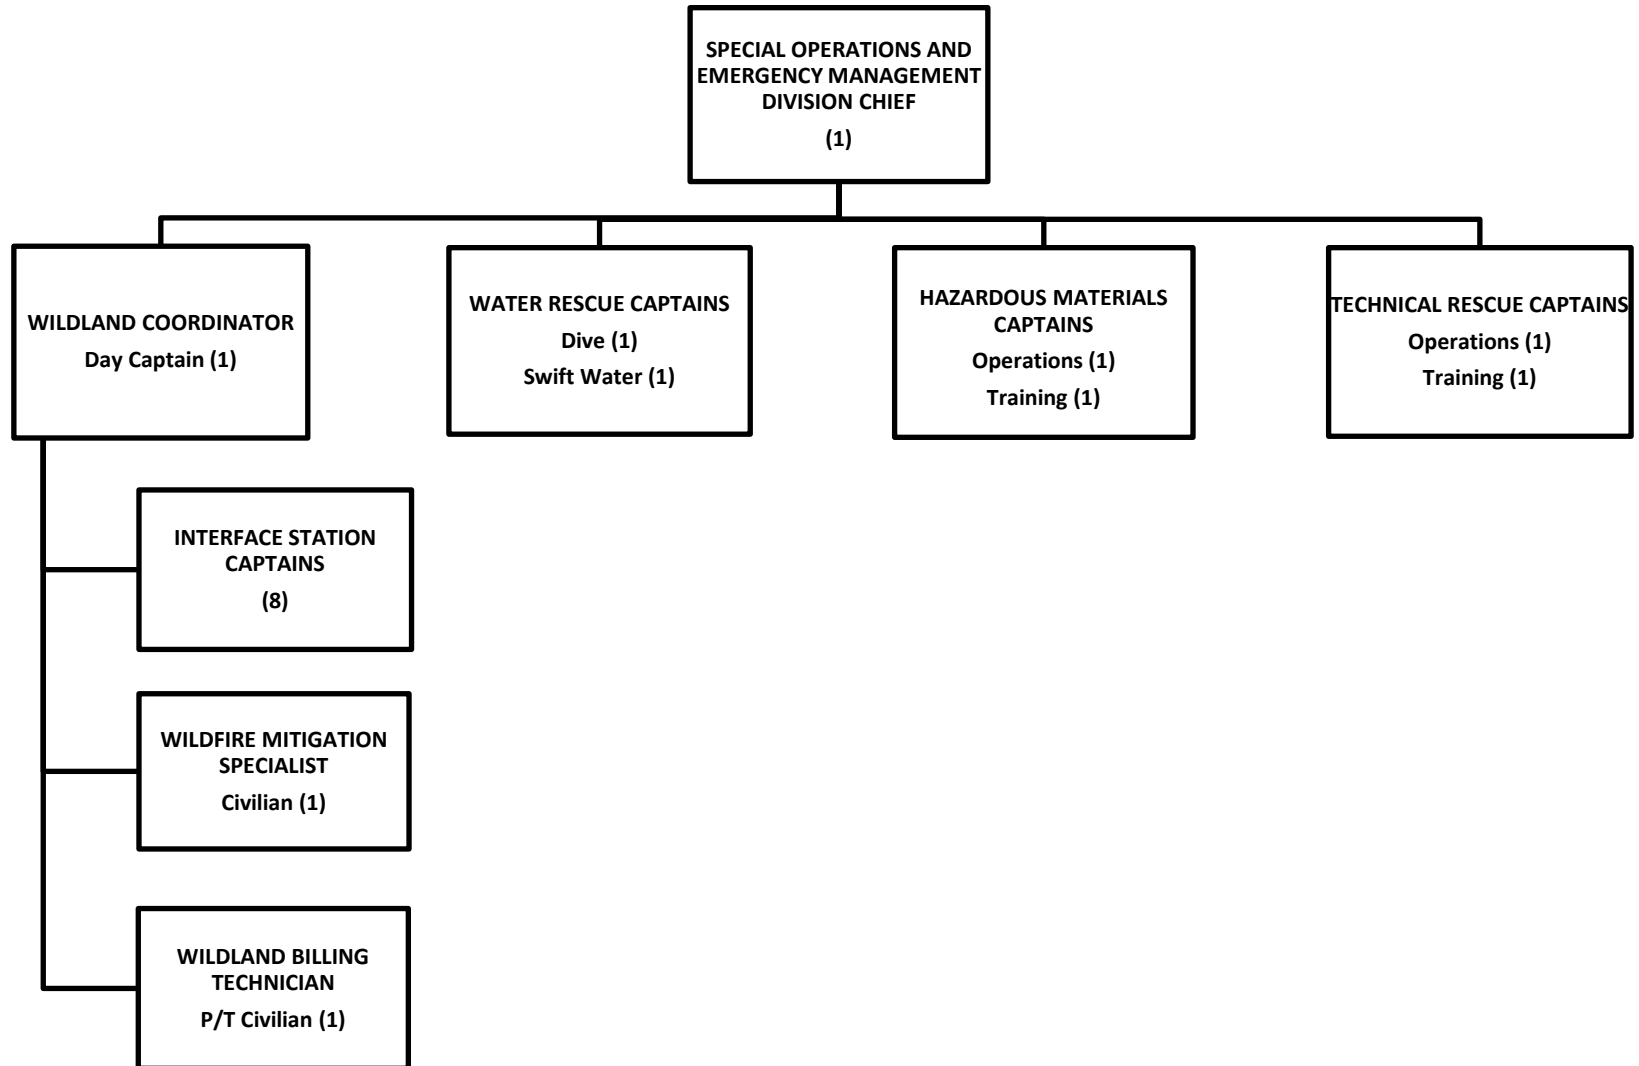 SPECIAL OPERATIONS AND
EMERGENCY MANAGEMENT
DIVISION CHIEF
(1)
WILDLAND COORDINATOR
Day Captain (1)
WATER RESCUE CAPTAINS
Dive (1)
Swift Water (1)
HAZARDOUS MATERIALS
CAPTAINS
Operations (1)
Training (1)
TECHNICAL RESCUE CAPTAINS
Operations (1)
Training (1)
INTERFACE STATION
CAPTAINS
(8)
WILDFIRE MITIGATION
SPECIALIST
Civilian (1)
WILDLAND BILLING
TECHNICIAN
P/T Civilian (1)